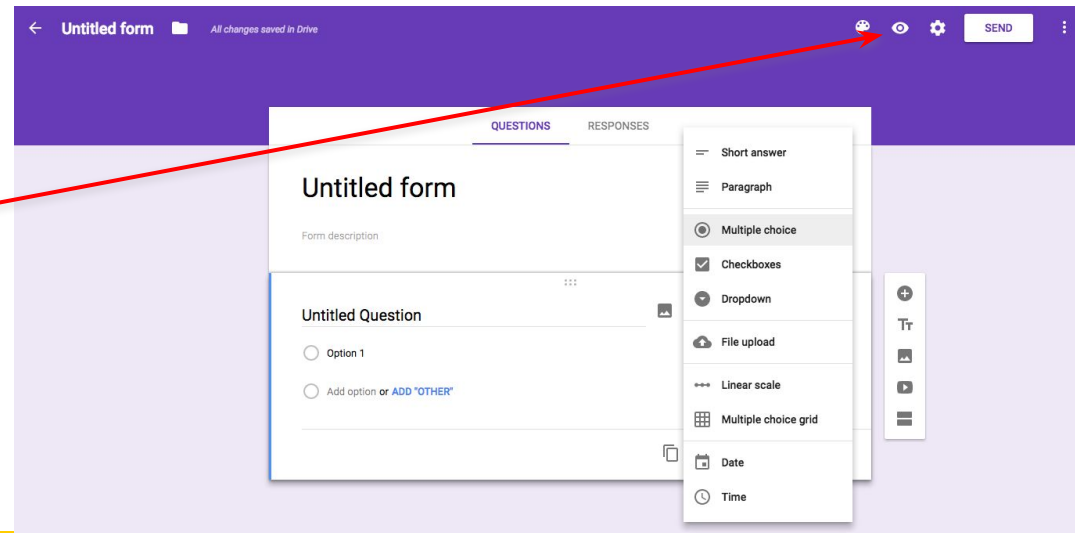 Untitled form All changes saved in Drive SEND
QUESTIONS RESPONSES
Untitled form
Form description
Untitled Question
Option 1
Add option or ADD "OTHER"
Short answer
Paragraph
Multiple choice
Checkboxes
Dropdown
File upload
Linear scale
Multiple choice grid
Date
Time
Tт